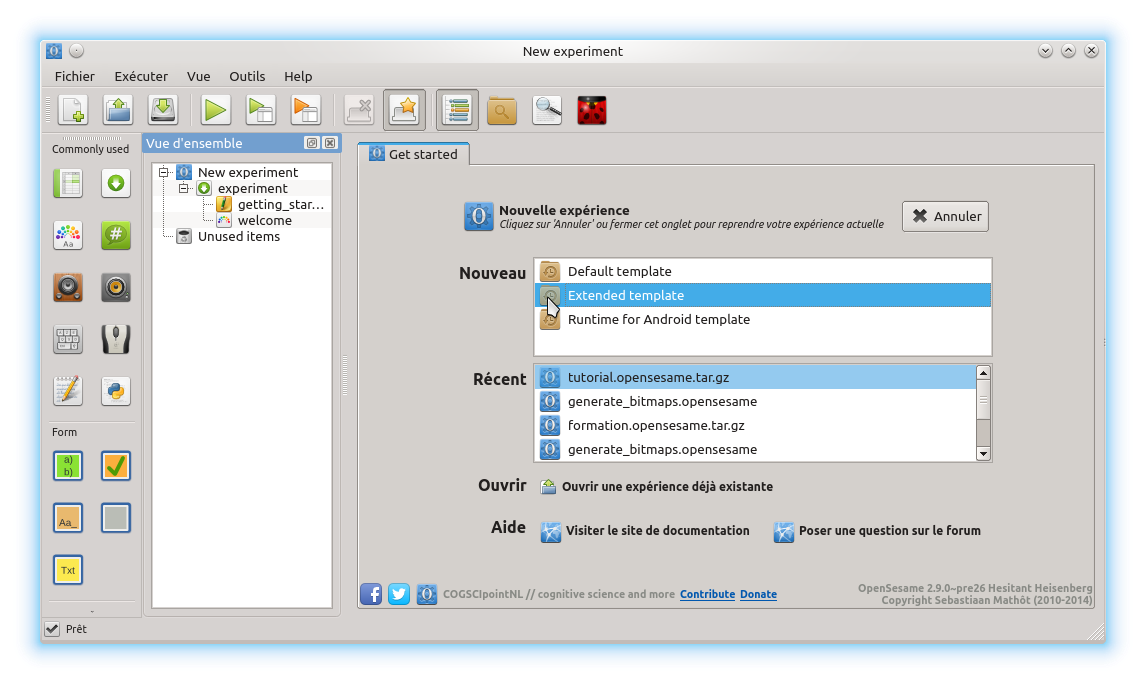 New experiment
Fichier Exécuter Vue Outils Help
Commonly used
Aa
#
Form
a)
b)
Aa_
Txt
Vue d'ensemble
New experiment
experiment
getting_star...
welcome
Unused items
Get started
Nouvelle expérience
Cliquez sur 'Annuler' ou fermer cet onglet pour reprendre votre expérience actuelle
Annuler
Nouveau
Default template
Extended template
Runtime for Android template
Récent
tutorial.opensesame.tar.gz
generate_bitmaps.opensesame
formation.opensesame.tar.gz
generate_bitmaps.opensesame
Ouvrir Ouvrir une expérience déjà existante
Aide Visiter le site de documentation Poser une question sur le forum
COGSCIpointNL // cognitive science and more Contribute Donate
OpenSesame 2.9.0~pre26 Hesitant Heisenberg
Copyright Sebastiaan Mathôt (2010-2014)
Prêt